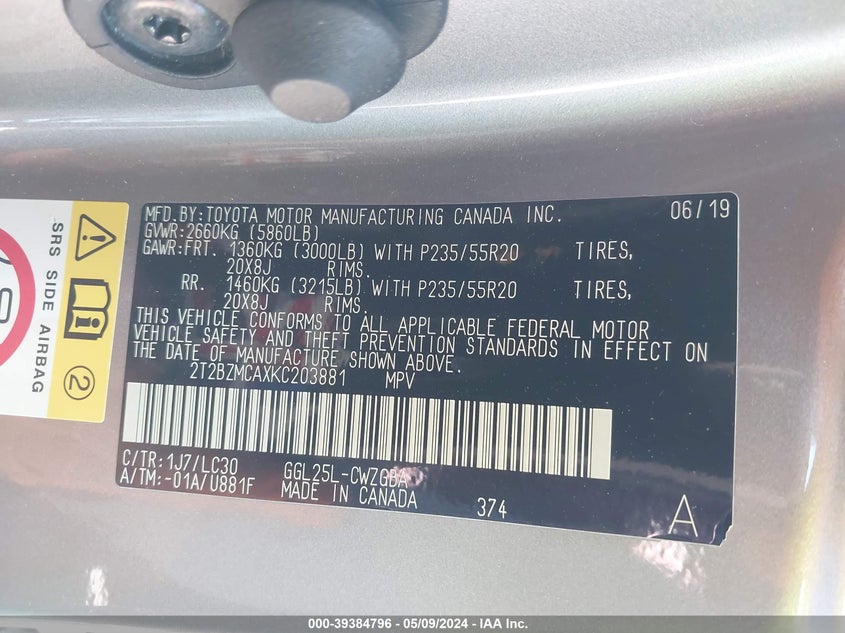 MFD.BY:TOYOTA MOTOR MANUFACTURING CANADA INC. 06/19
GVWR:2660KG (5860LB)
GAWR:FRT. 1360KG (3000LB) WITH P235/55R20 TIRES,
20X8J RIMS.
RR. 1460KG (3215LB) WITH P235/55R20 TIRES,
20X8J RIMS.
THIS VEHICLE CONFORMS TO ALL APPLICABLE FEDERAL MOTOR
VEHICLE SAFETY AND THEFT PREVENTION STANDARDS IN EFFECT ON
THE DATE OF MANUFACTURE SHOWN ABOVE.
2T2BZMCAXKC203881 MPV
C/TR:1J7/LC30 GGL25L-CWZGBA
A/TM:-01A/U881F MADE IN CANADA 374 A
SRS SIDE AIRBAG
2
000-39384796 - 05/09/2024 - IAA Inc.